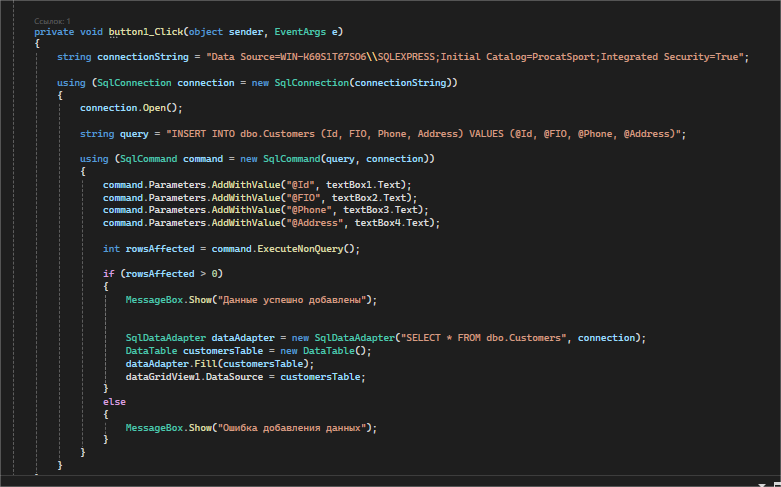 Ссылок: 1
private void button1_Click(object sender, EventArgs e)
{
string connectionString = "Data Source=WIN-K60S1T67SO6\\SQLEXPRESS;Initial Catalog=ProcatSport;Integrated Security=True";
using (SqlConnection connection = new SqlConnection(connectionString))
{
connection.Open();
string query = "INSERT INTO dbo.Customers (Id, FIO, Phone, Address) VALUES (@Id, @FIO, @Phone, @Address)";
using (SqlCommand command = new SqlCommand(query, connection))
{
command.Parameters.AddWithValue("@Id", textBox1.Text);
command.Parameters.AddWithValue("@FIO", textBox2.Text);
command.Parameters.AddWithValue("@Phone", textBox3.Text);
command.Parameters.AddWithValue("@Address", textBox4.Text);
int rowsAffected = command.ExecuteNonQuery();
if (rowsAffected > 0)
{
MessageBox.Show("Данные успешно добавлены");
SqlDataAdapter dataAdapter = new SqlDataAdapter("SELECT * FROM dbo.Customers", connection);
DataTable customersTable = new DataTable();
dataAdapter.Fill(customersTable);
dataGridView1.DataSource = customersTable;
}
else
{
MessageBox.Show("Ошибка добавления данных");
}
}
}